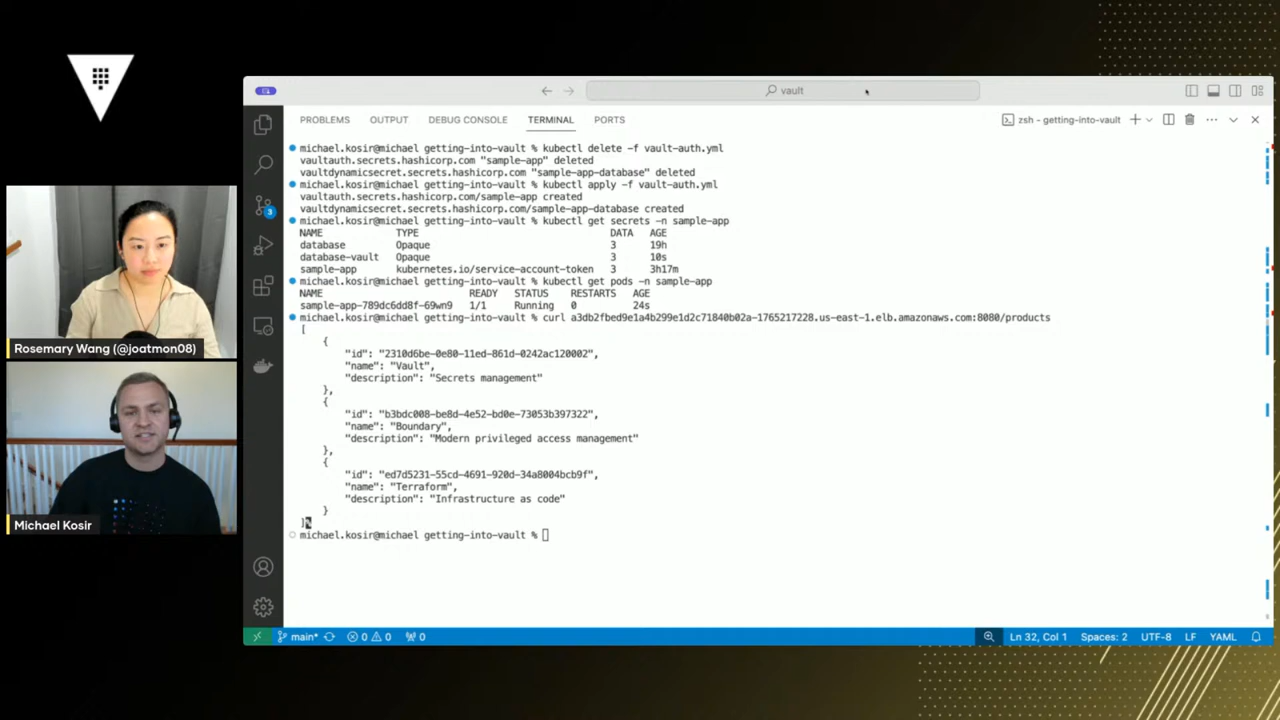 vault
PROBLEMS OUTPUT DEBUG CONSOLE TERMINAL PORTS
zsh - getting-into-vault
michael.kosir@michael getting-into-vault % kubectl delete -f vault-auth.yml
vaultauth.secrets.hashicorp.com "sample-app" deleted
vaultdynamicsecret.secrets.hashicorp.com "sample-app-database" deleted
michael.kosir@michael getting-into-vault % kubectl apply -f vault-auth.yml
vaultauth.secrets.hashicorp.com/sample-app created
vaultdynamicsecret.secrets.hashicorp.com/sample-app-database created
michael.kosir@michael getting-into-vault % kubectl get secrets -n sample-app
NAME TYPE DATA AGE
database Opaque 3 19h
database-vault Opaque 3 10s
sample-app kubernetes.io/service-account-token 3 3h17m
michael.kosir@michael getting-into-vault % kubectl get pods -n sample-app
NAME READY STATUS RESTARTS AGE
sample-app-789dc6dd8f-69wn9 1/1 Running 0 24s
michael.kosir@michael getting-into-vault % curl a3db2fbed9e1a4b299e1d2c71840b02a-1765217228.us-east-1.elb.amazonaws.com:8080/products
[
{
"id": "2310d6be-0e80-11ed-861d-0242ac120002",
"name": "Vault",
"description": "Secrets management"
},
{
"id": "b3bdc008-be8d-4e52-bd0e-73053b397322",
"name": "Boundary",
"description": "Modern privileged access management"
},
{
"id": "ed7d5231-55cd-4691-920d-34a8004bcb9f",
"name": "Terraform",
"description": "Infrastructure as code"
}
]%
michael.kosir@michael getting-into-vault %
3
Rosemary Wang (@joatmon08)
Michael Kosir
main* 0 0 0
Ln 32, Col 1 Spaces: 2 UTF-8 LF YAML